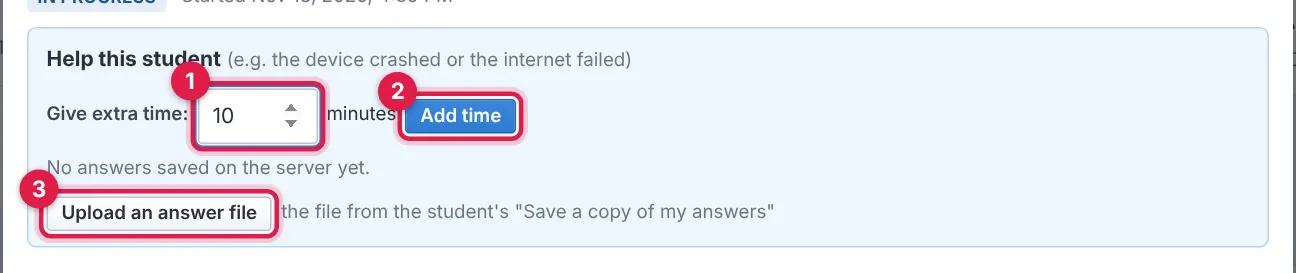 IN PROGRESS
Help this student (e.g. the device crashed or the internet failed)
1
2
Give extra time: 10 minutes Add time
No answers saved on the server yet.
3
Upload an answer file the file from the student's "Save a copy of my answers"